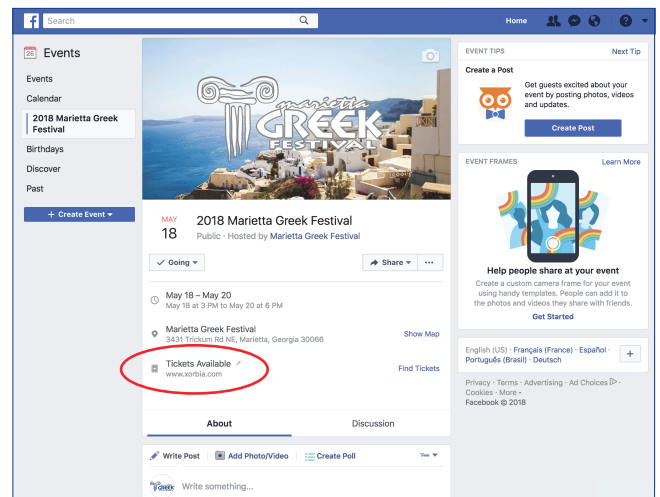 Search
Home
26 Events
Events
Calendar
2018 Marietta Greek
Festival
Birthdays
Discover
Past
+ Create Event
marietta
GREEK
FESTIVAL
MAY
18
2018 Marietta Greek Festival
Public · Hosted by Marietta Greek Festival
Going
Share
May 18 – May 20
May 18 at 3 PM to May 20 at 6 PM
Marietta Greek Festival
3431 Trickum Rd NE, Marietta, Georgia 30066
Show Map
Tickets Available
www.xorbia.com
Find Tickets
About
Discussion
Write Post
Add Photo/Video
Create Poll
GREEK
Write something...
EVENT TIPS
Next Tip
Create a Post
Get guests excited about your
event by posting photos, videos
and updates.
Create Post
EVENT FRAMES
Learn More
Help people share at your event
Create a custom camera frame for your event
using handy templates. People can add it to
the photos and videos they share with friends.
Get Started
English (US) · Français (France) · Español ·
Português (Brasil) · Deutsch
Privacy · Terms · Advertising · Ad Choices ·
Cookies · More
Facebook © 2018